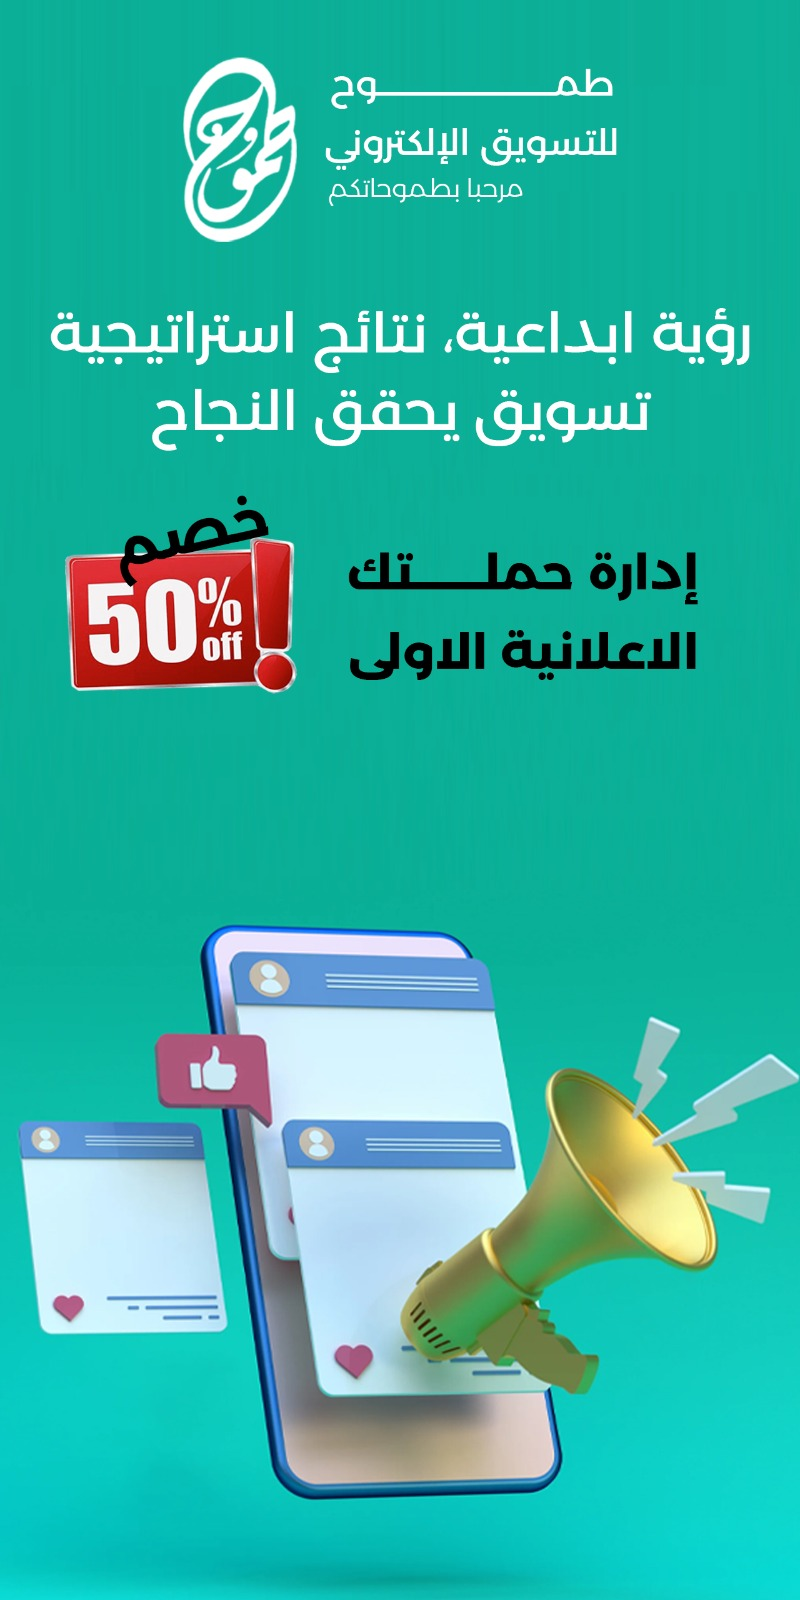 طموح
طمـــــــــوح
للتسويق الإلكتروني
مرحبا بطموحاتكم
رؤية ابداعية، نتائج استراتيجية
تسويق يحقق النجاح
إدارة حملـــــتك
الاعلانية الاولى
خصم
50%
off